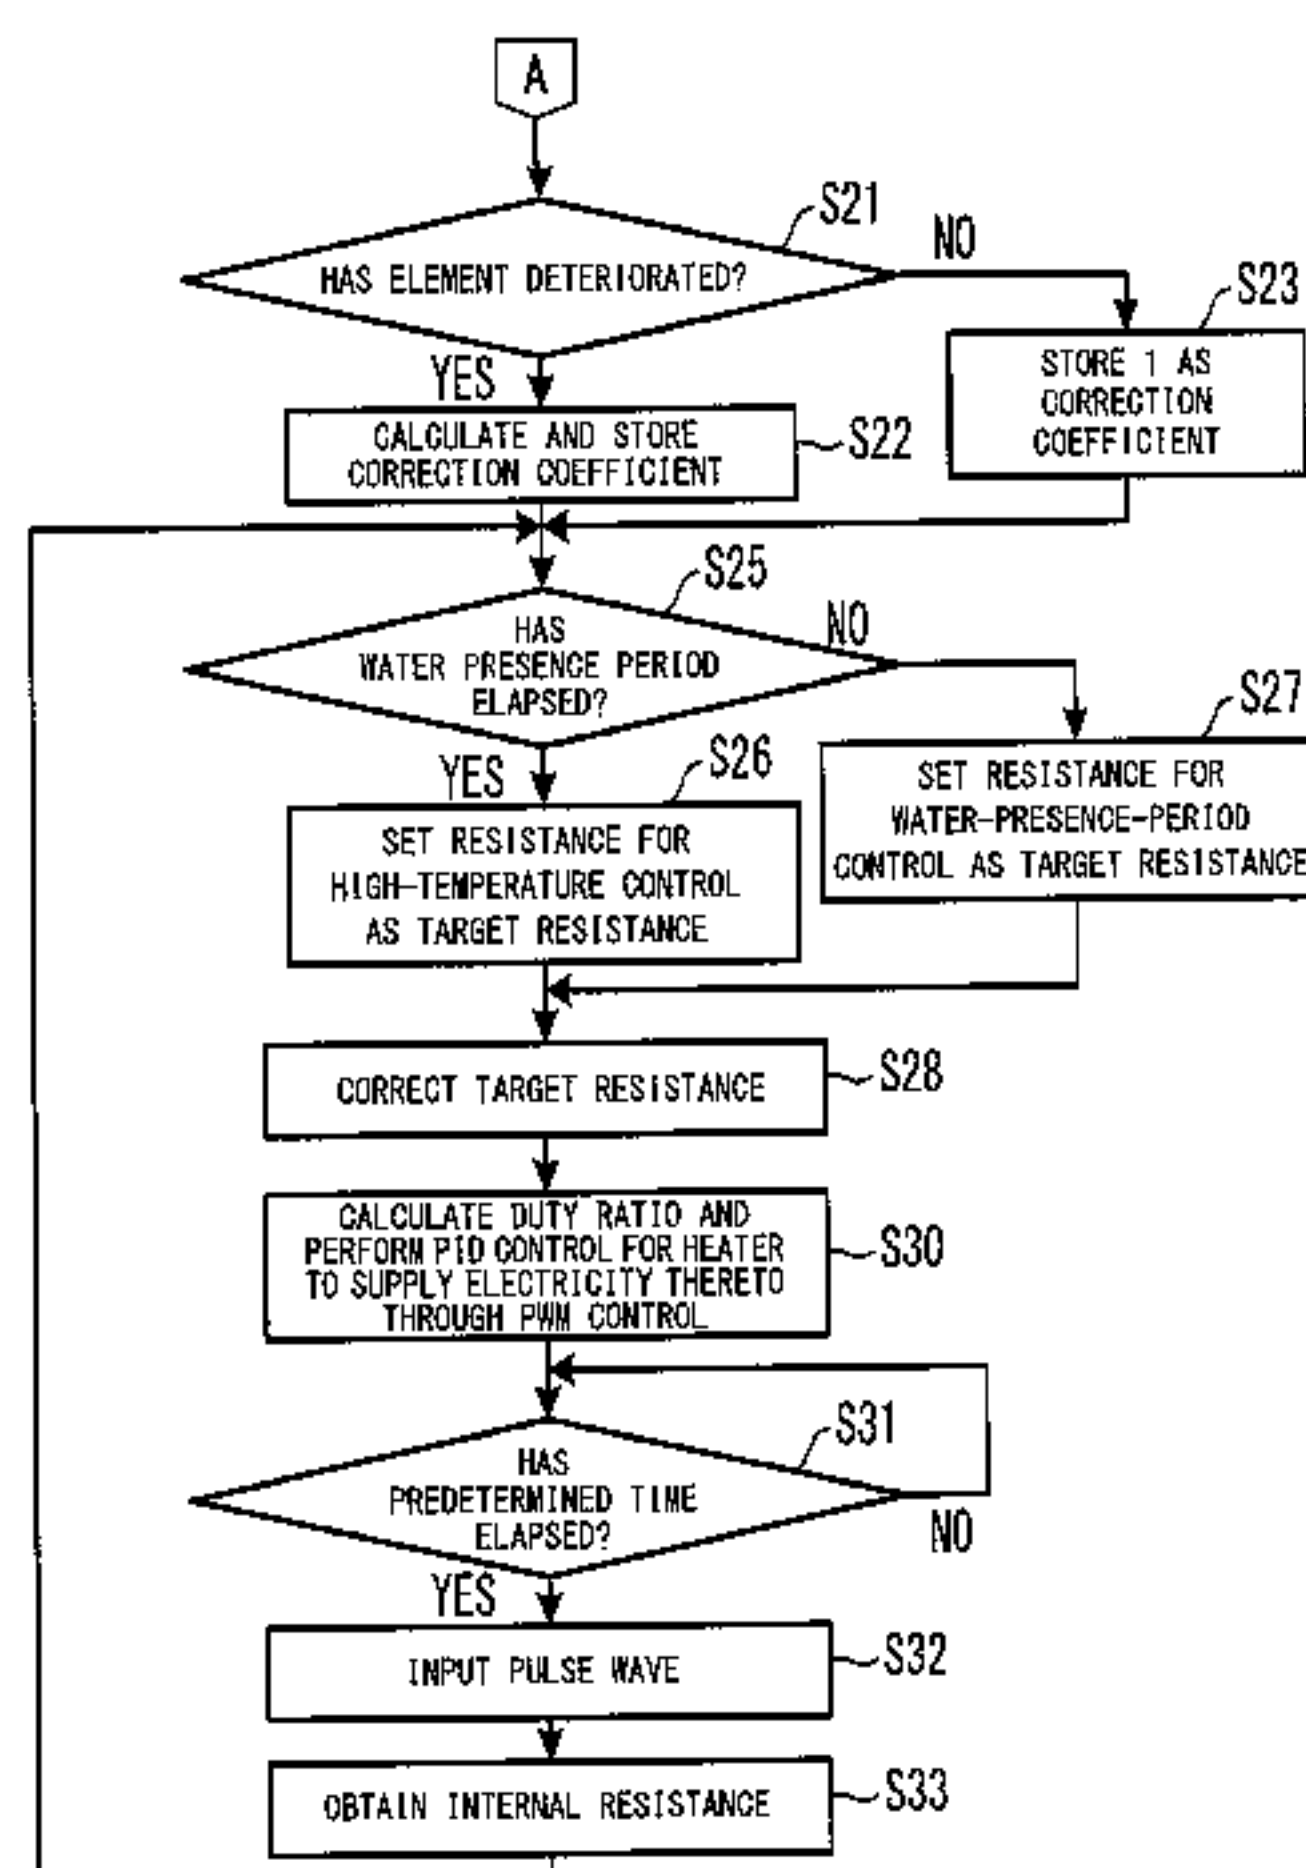 A
S21
HAS ELEMENT DETERIORATED?
NO
S23
STORE 1 AS
CORRECTION
COEFFICIENT
YES
CALCULATE AND STORE
CORRECTION COEFFICIENT
S22
S25
HAS
WATER PRESENCE PERIOD
ELAPSED?
NO
S27
SET RESISTANCE FOR
WATER-PRESENCE-PERIOD
CONTROL AS TARGET RESISTANCE
YES
S26
SET RESISTANCE FOR
HIGH-TEMPERATURE CONTROL
AS TARGET RESISTANCE
CORRECT TARGET RESISTANCE
S28
CALCULATE DUTY RATIO AND
PERFORM PID CONTROL FOR HEATER
TO SUPPLY ELECTRICITY THERETO
THROUGH PWM CONTROL
S30
S31
HAS
PREDETERMINED TIME
ELAPSED?
NO
YES
INPUT PULSE WAVE
S32
OBTAIN INTERNAL RESISTANCE
S33